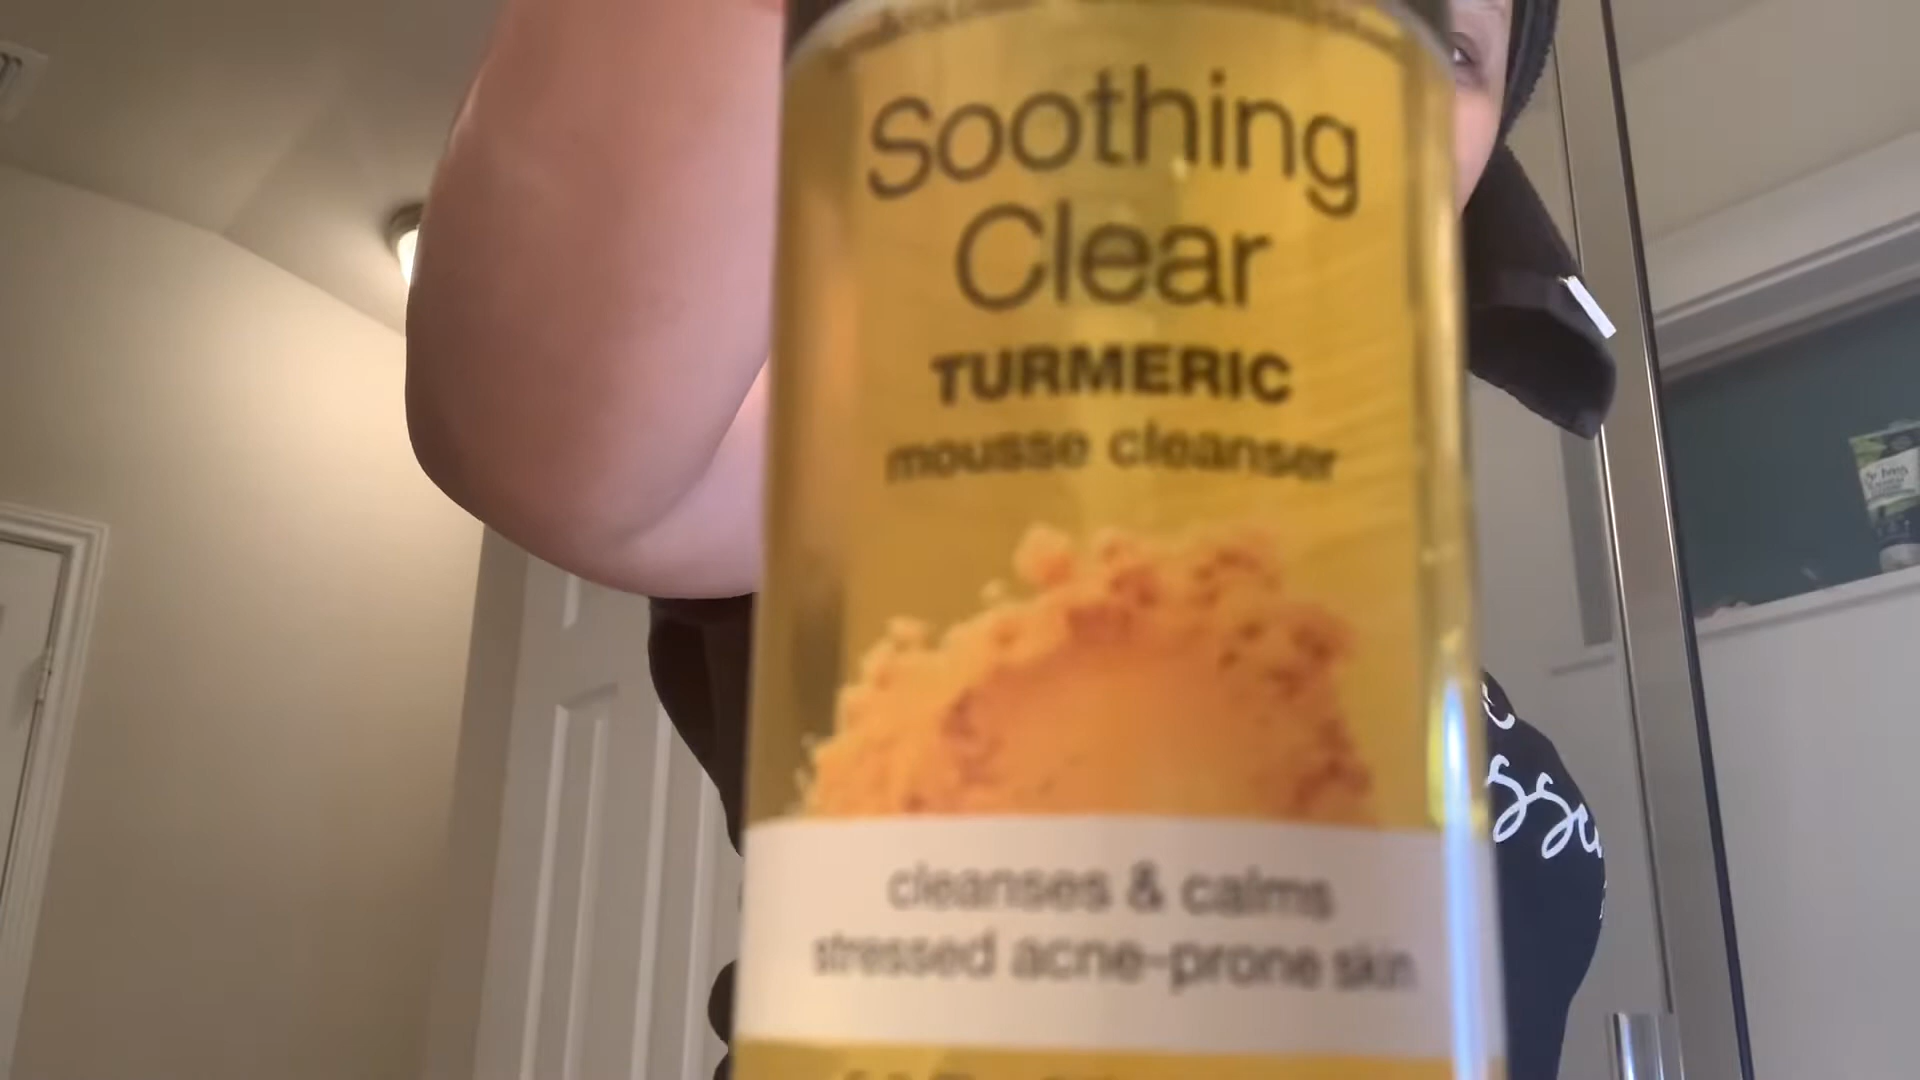 Soothing
Clear
TURMERIC
mousse cleanser
cleanses & calms
stressed acne-prone skin